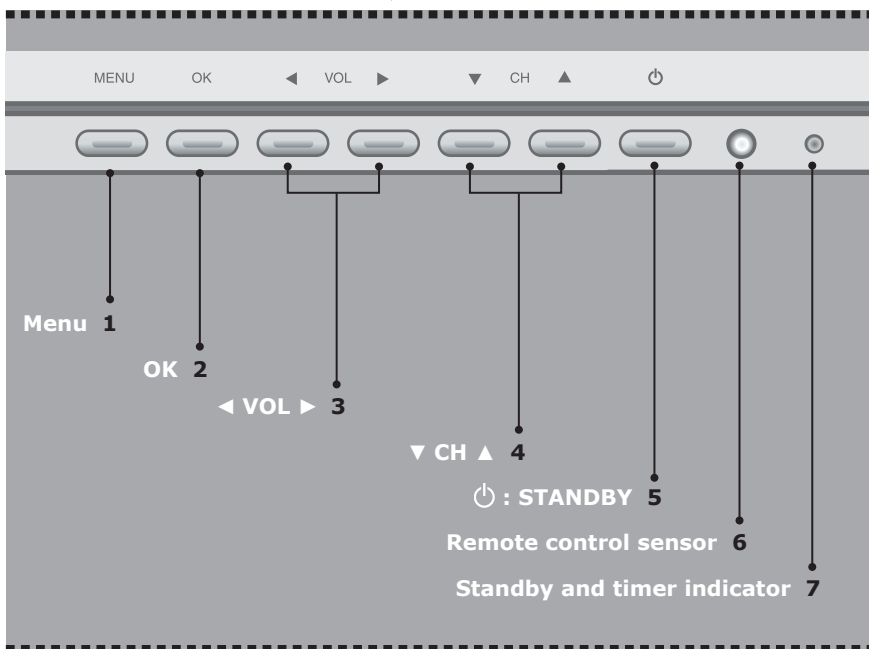 MENU OK ◀ VOL ▶ ▼ CH ▲ ⏻
Menu 1
OK 2
◄ VOL ► 3
▼ CH ▲ 4
⏻ : STANDBY 5
Remote control sensor 6
Standby and timer indicator 7